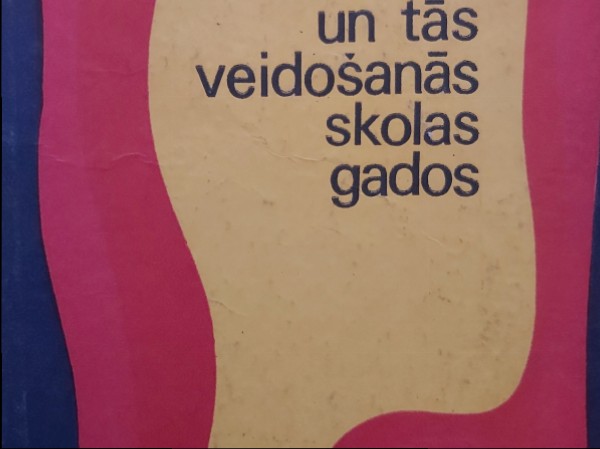 un tās
veidošanās
skolas
gados